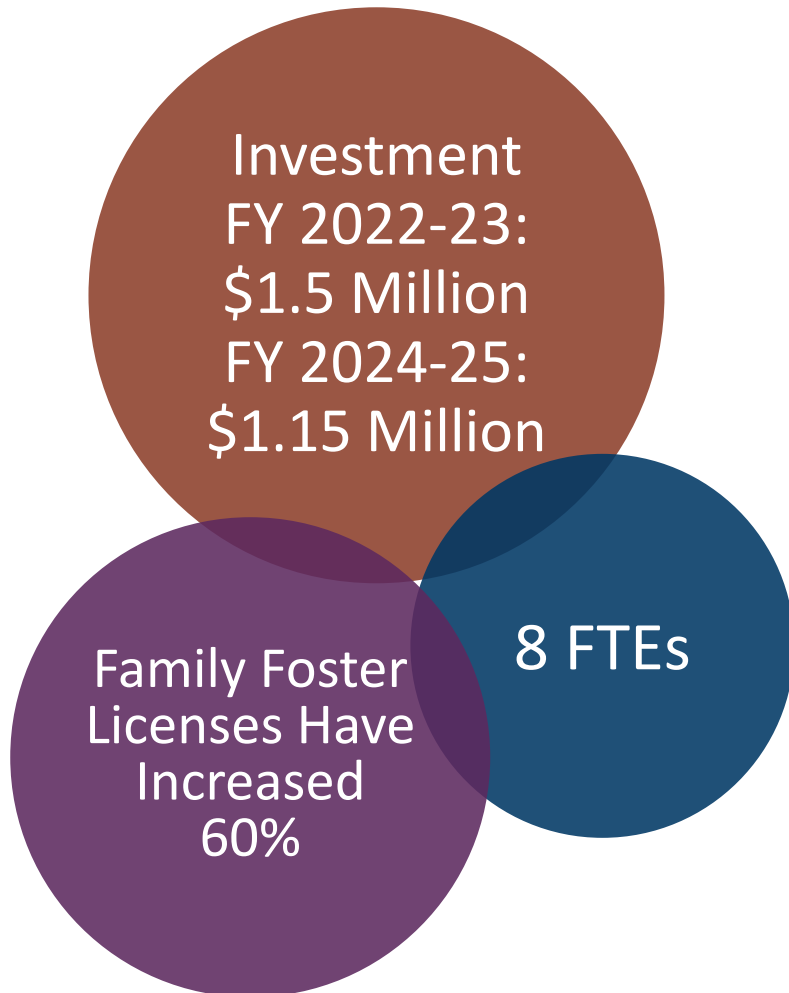 Investment
FY 2022-23:
$1.5 Million
FY 2024-25:
$1.15 Million
8 FTEs
Family Foster
Licenses Have
Increased
60%